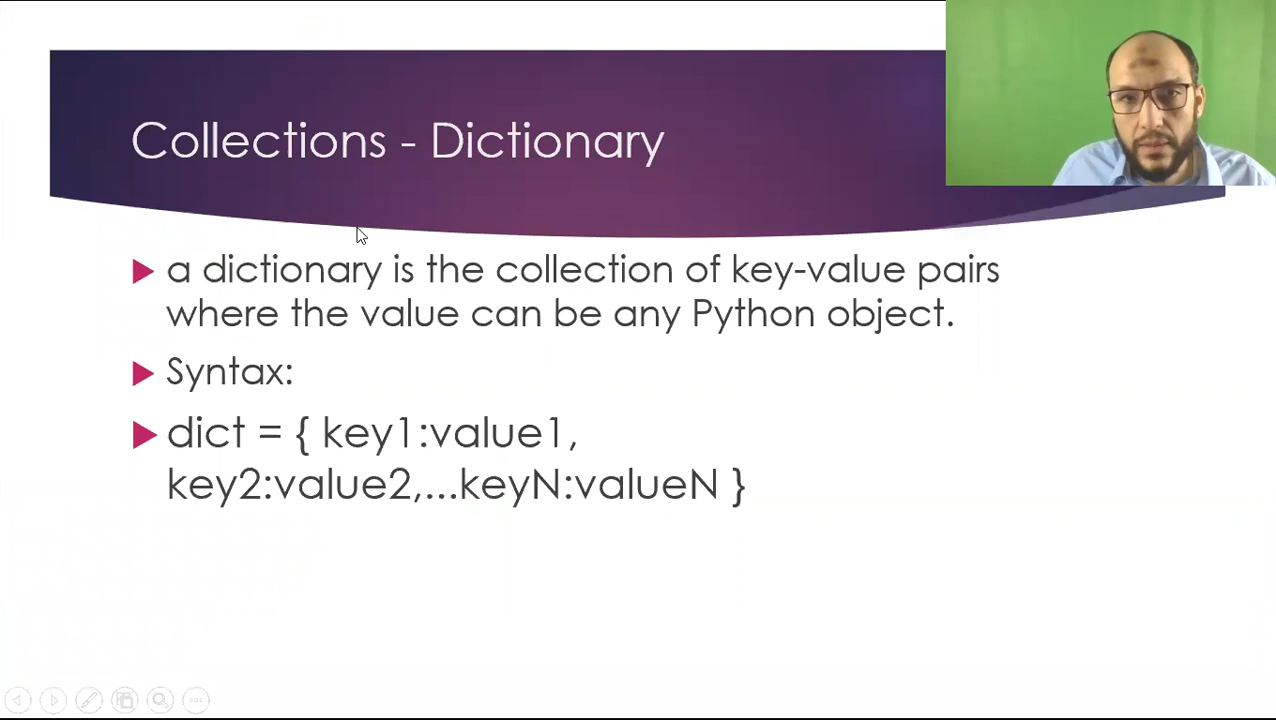 Collections - Dictionary
a dictionary is the collection of key-value pairs
where the value can be any Python object.
Syntax:
dict = { key1:value1,
key2:value2,...keyN:valueN }